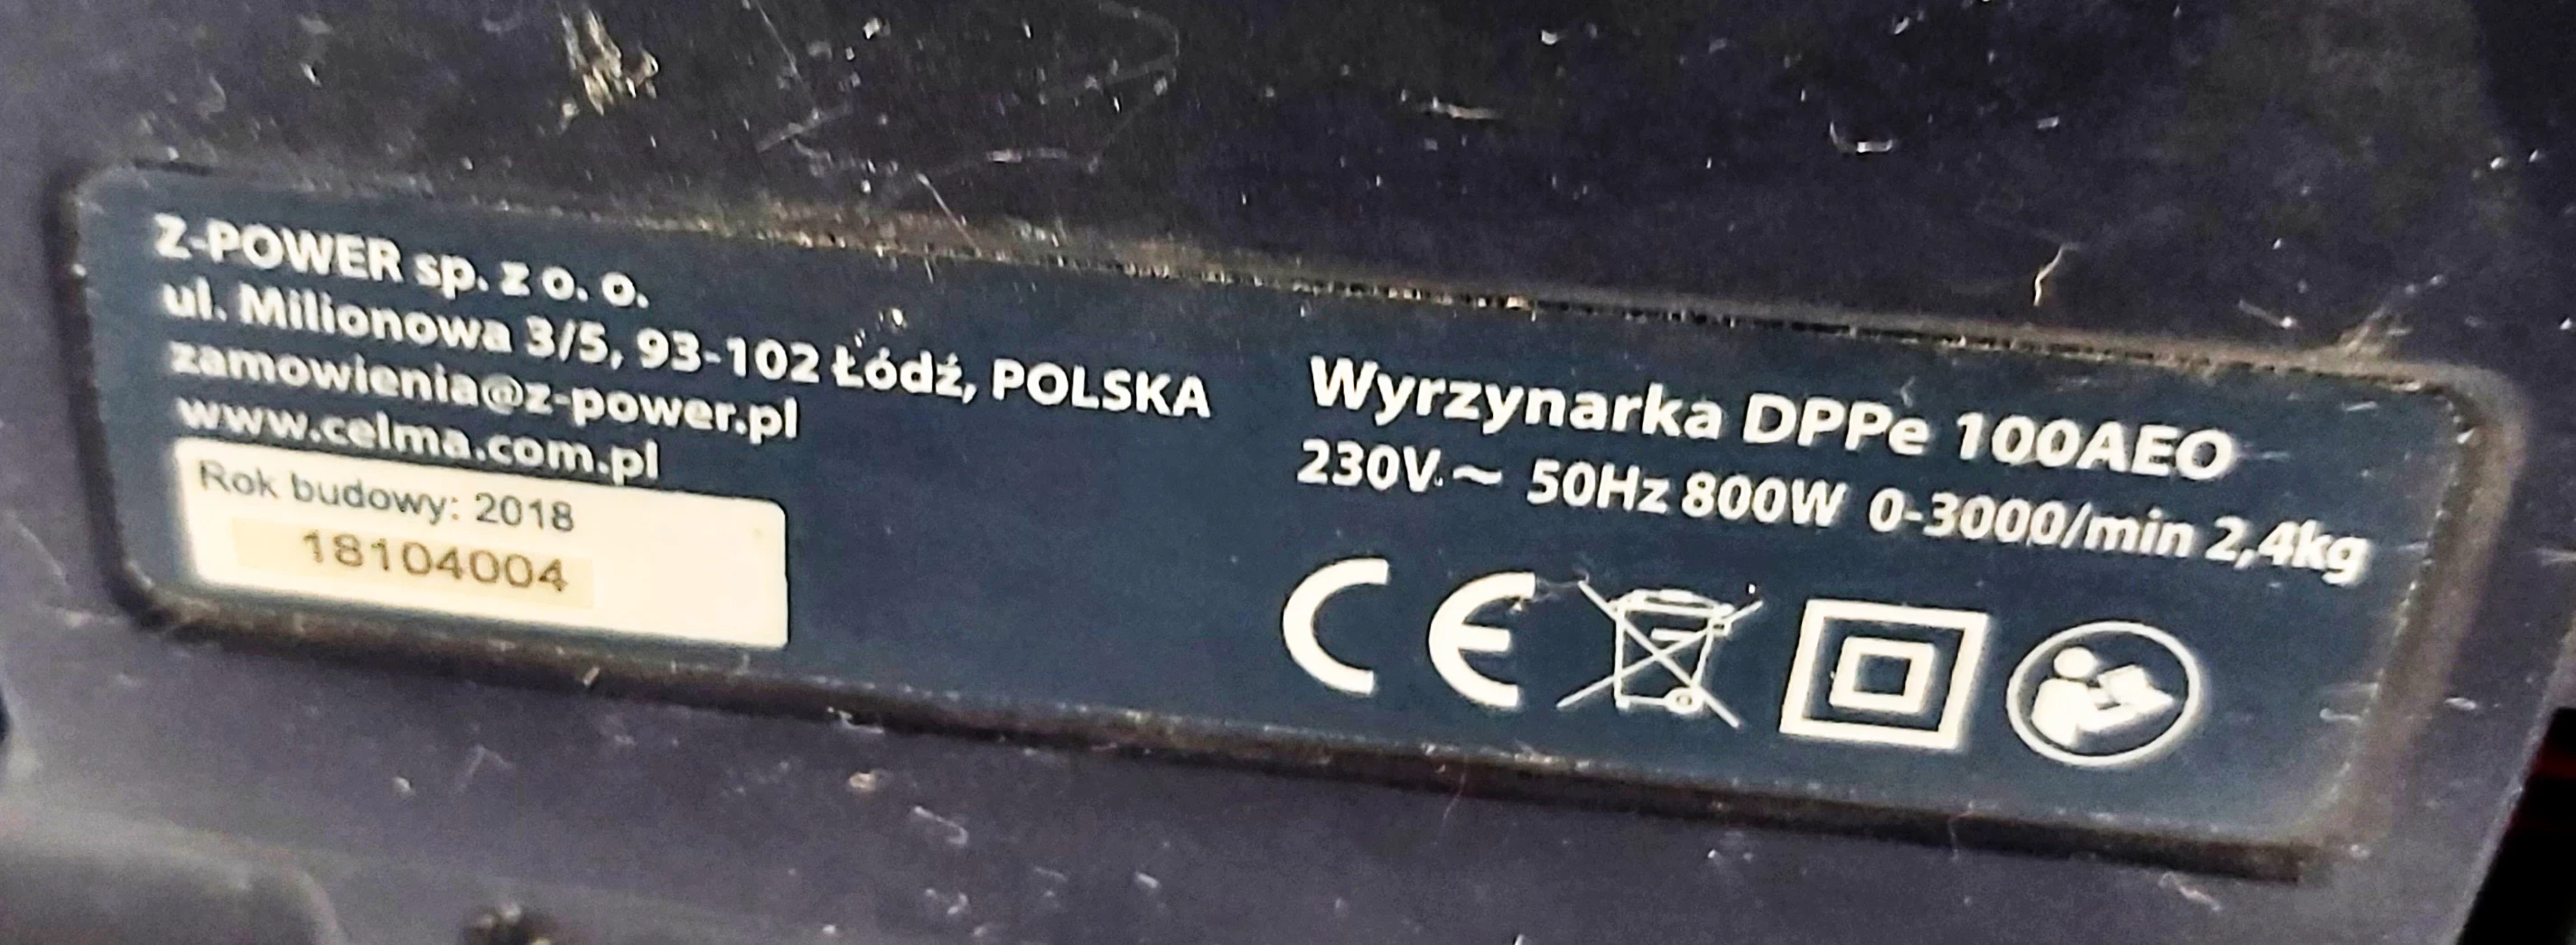 Z-POWER sp. z o. o.
ul. Milionowa 3/5, 93-102 Łódź, POLSKA
zamowienia@z-power.pl
www.celma.com.pl
Rok budowy: 2018
18104004
Wyrzynarka DPPe 100AEO
230V ~ 50Hz 800W 0-3000/min 2,4kg
CE